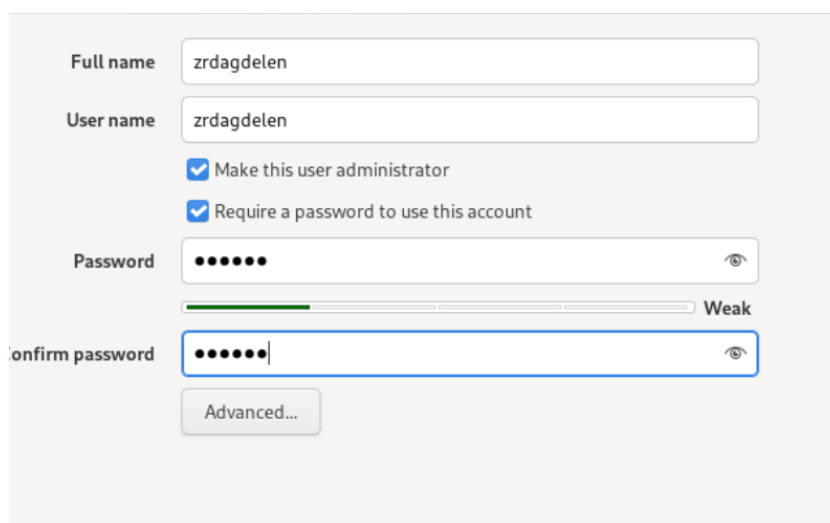 Full name zrdagdelen
User name zrdagdelen
Make this user administrator
Require a password to use this account
Password ●●●●●●
Weak
onfirm password ●●●●●●
Advanced...